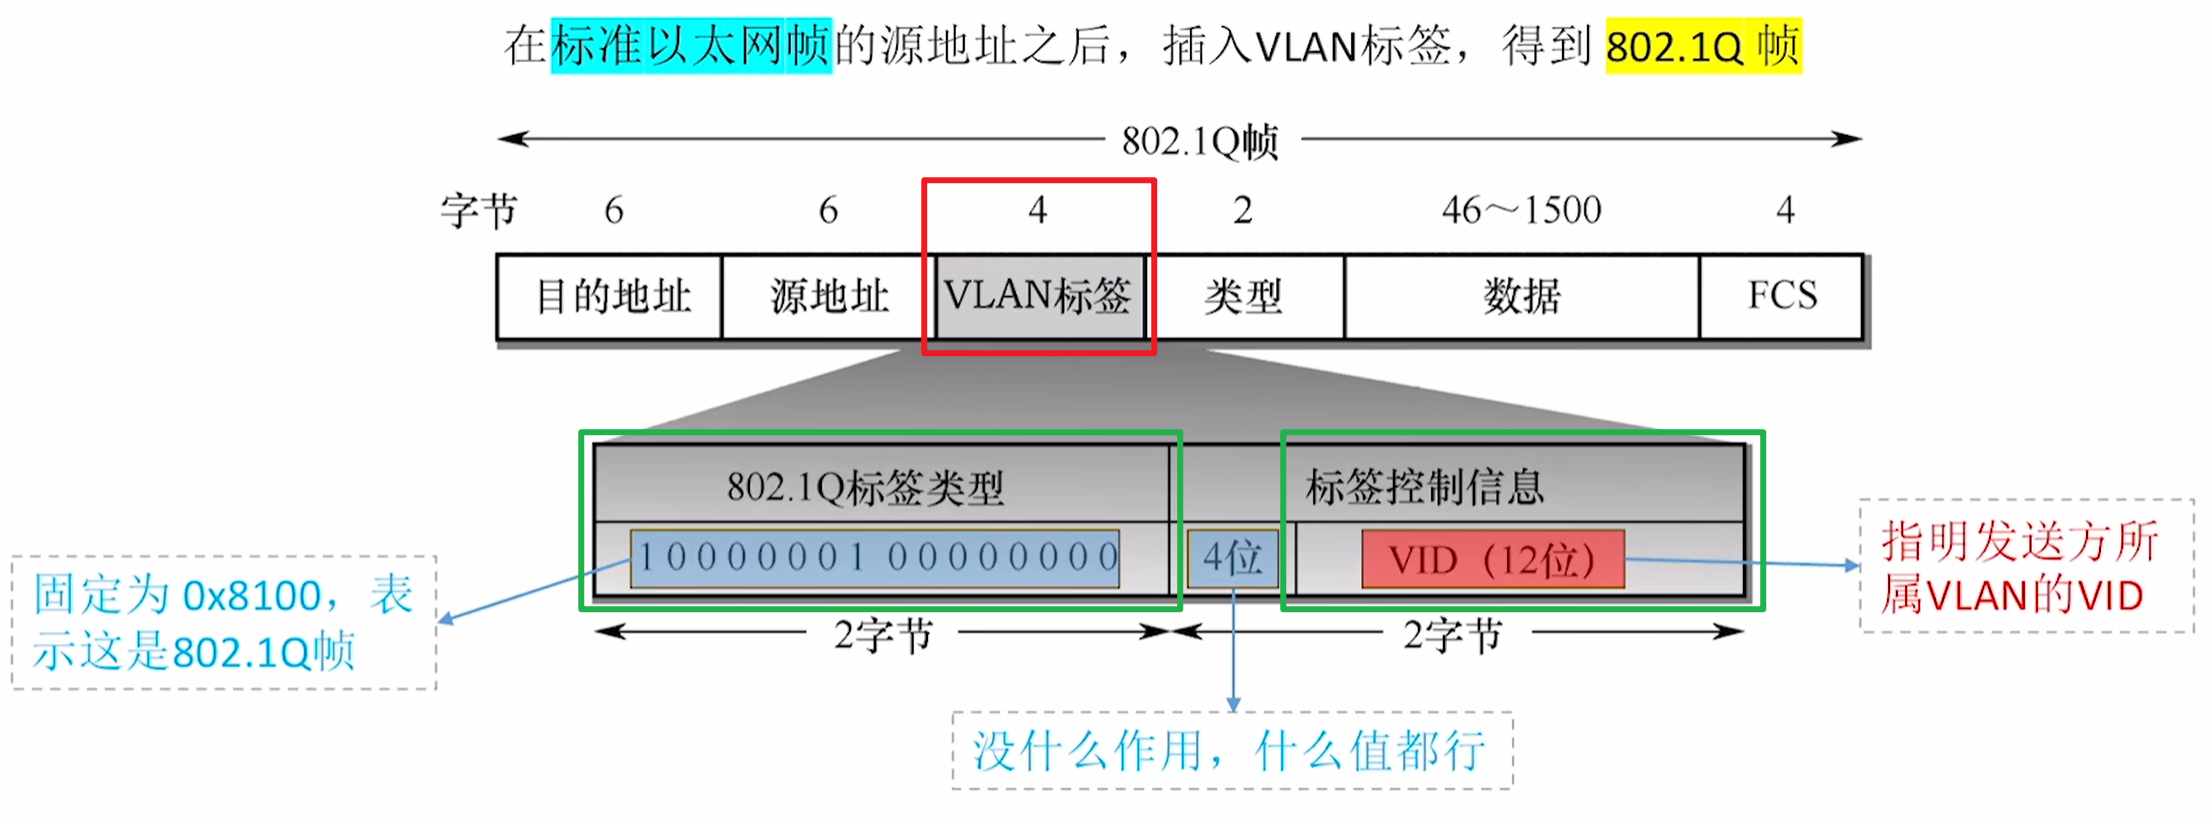 在标准以太网帧的源地址之后，插入VLAN标签，得到 802.1Q 帧
802.1Q帧
字节 6 6 4 2 46～1500 4
目的地址 源地址 VLAN标签 类型 数据 FCS
802.1Q标签类型 标签控制信息
1 0 0 0 0 0 0 1 0 0 0 0 0 0 0 0 4位 VID（12位）
2字节 2字节
固定为 0x8100，表
示这是802.1Q帧
没什么作用，什么值都行
指明发送方所
属VLAN的VID